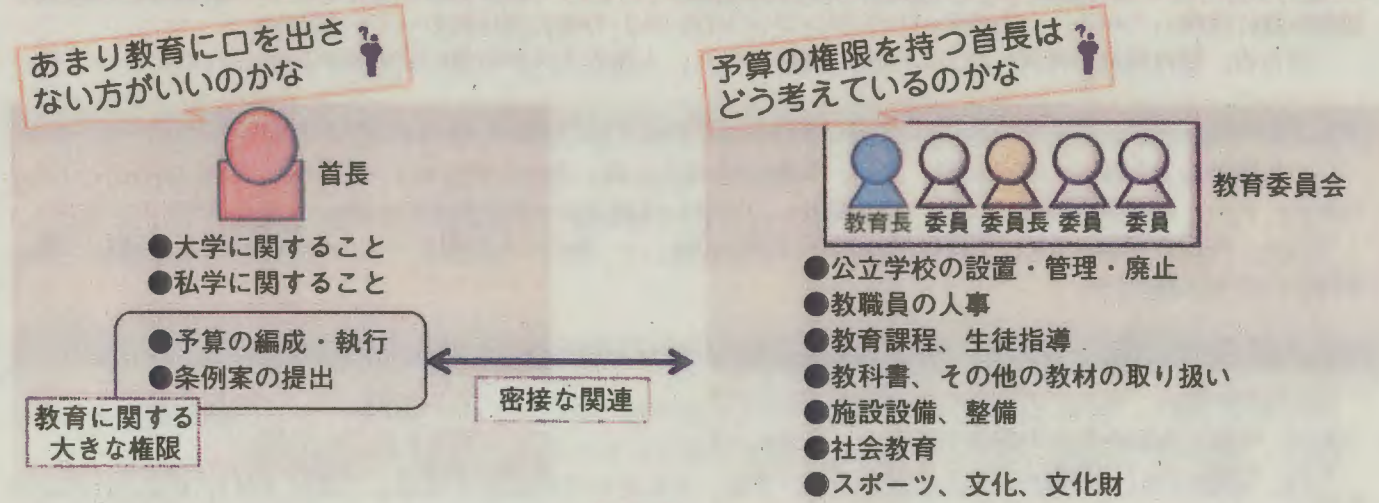 あまり教育に口を出さ
ない方がいいのかな
首長
●大学に関すること
●私学に関すること
●予算の編成・執行
●条例案の提出
教育に関する
大きな権限
密接な関連
予算の権限を持つ首長は
どう考えているのかな
教育長 委員 委員長 委員 委員
教育委員会
●公立学校の設置・管理・廃止
●教職員の人事
●教育課程、生徒指導
●教科書、その他の教材の取り扱い
●施設設備、整備
●社会教育
●スポーツ、文化、文化財